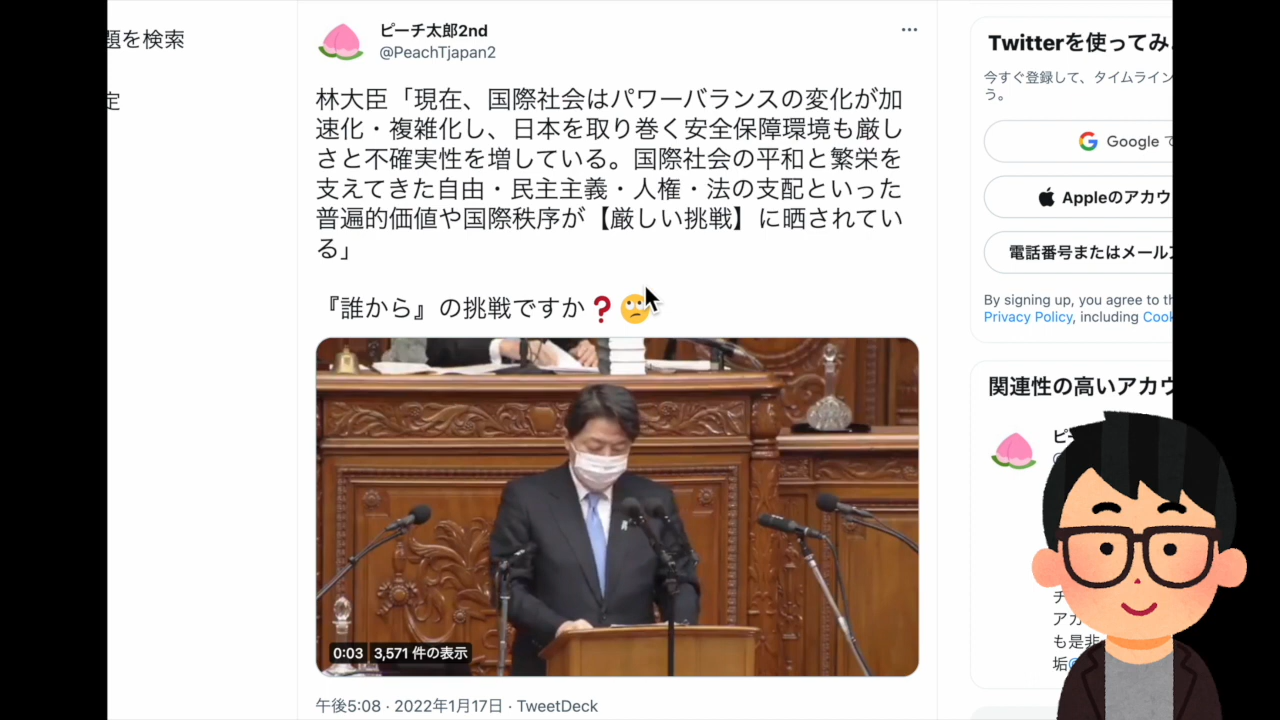 題を検索
定
ピーチ太郎2nd
@PeachTjapan2
林大臣「現在、国際社会はパワーバランスの変化が加
速化・複雑化し、日本を取り巻く安全保障環境も厳し
さと不確実性を増している。国際社会の平和と繁栄を
支えてきた自由・民主主義・人権・法の支配といった
普遍的価値や国際秩序が【厳しい挑戦】に晒されてい
る」
『誰から』の挑戦ですか❓🙄
0:03 3,571 件の表示
午後5:08 · 2022年1月17日 · TweetDeck
Twitterを使ってみ
今すぐ登録して、タイムライン
う。
Google で
Appleのアカウ
電話番号またはメール
By signing up, you agree to th
Privacy Policy, including Cook
関連性の高いアカウ
ピー
チ
アカ
も是非
垢@